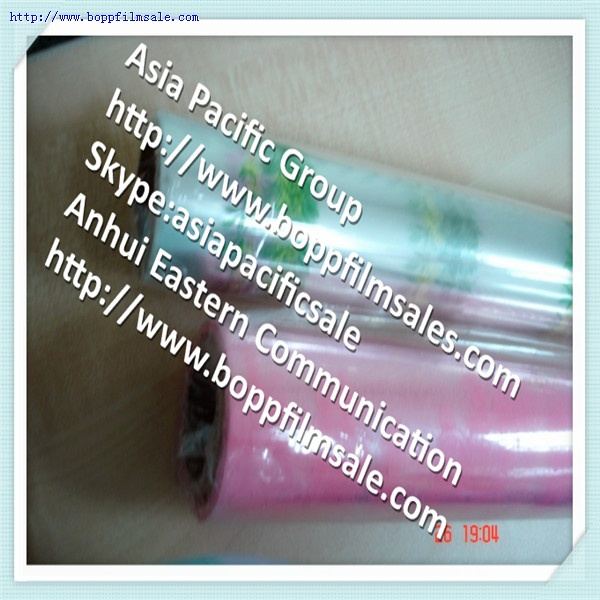 http://www.boppfilmsale.com
Asia Pacific Group
http://www.boppfilmsales.com
Skype:asiapacificsale
Anhui Eastern Communication
http://www.boppfilmsale.com
06 19:04